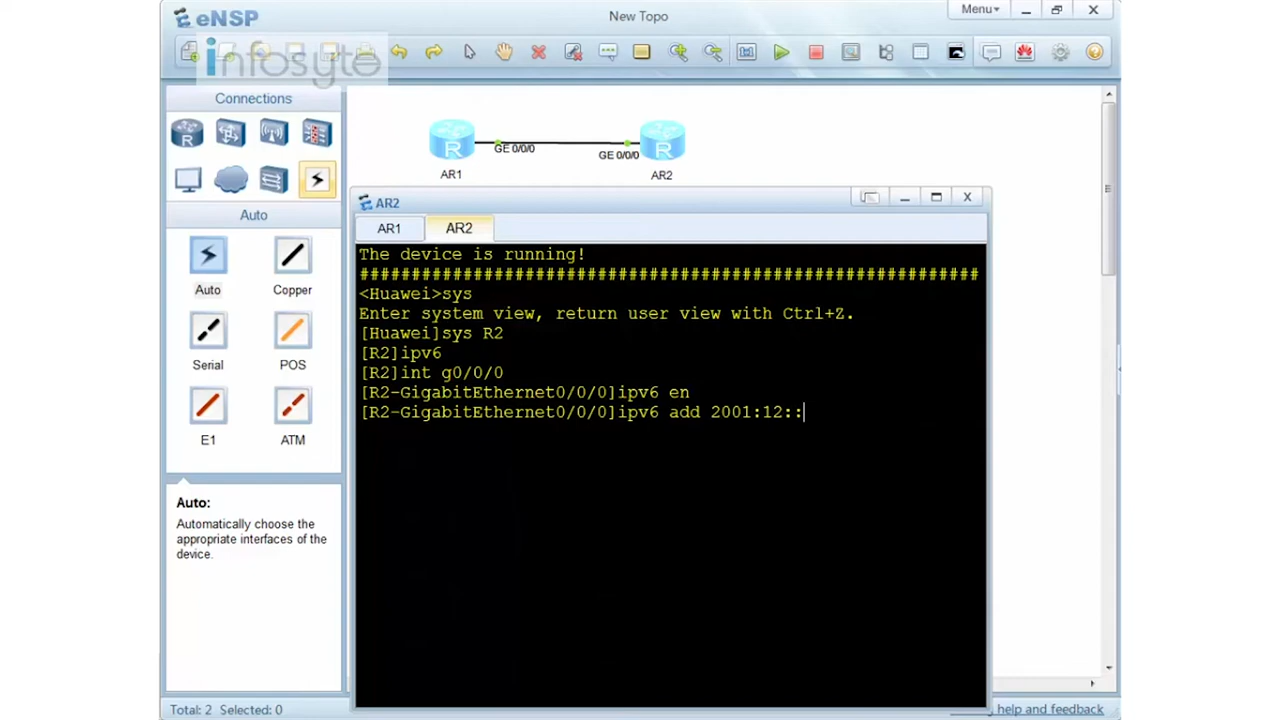 eNSP
New Topo
Menu
infosyte
Connections
Auto
Auto
Copper
Serial
POS
E1
ATM
Auto:
Automatically choose the
appropriate interfaces of the
device.
Total: 2 Selected: 0
GE 0/0/0
GE 0/0/0
R
R
AR1
AR2
AR2
AR1
AR2
The device is running!
############################################################
<Huawei>sys
Enter system view, return user view with Ctrl+Z.
[Huawei]sys R2
[R2]ipv6
[R2]int g0/0/0
[R2-GigabitEthernet0/0/0]ipv6 en
[R2-GigabitEthernet0/0/0]ipv6 add 2001:12::
help and feedback